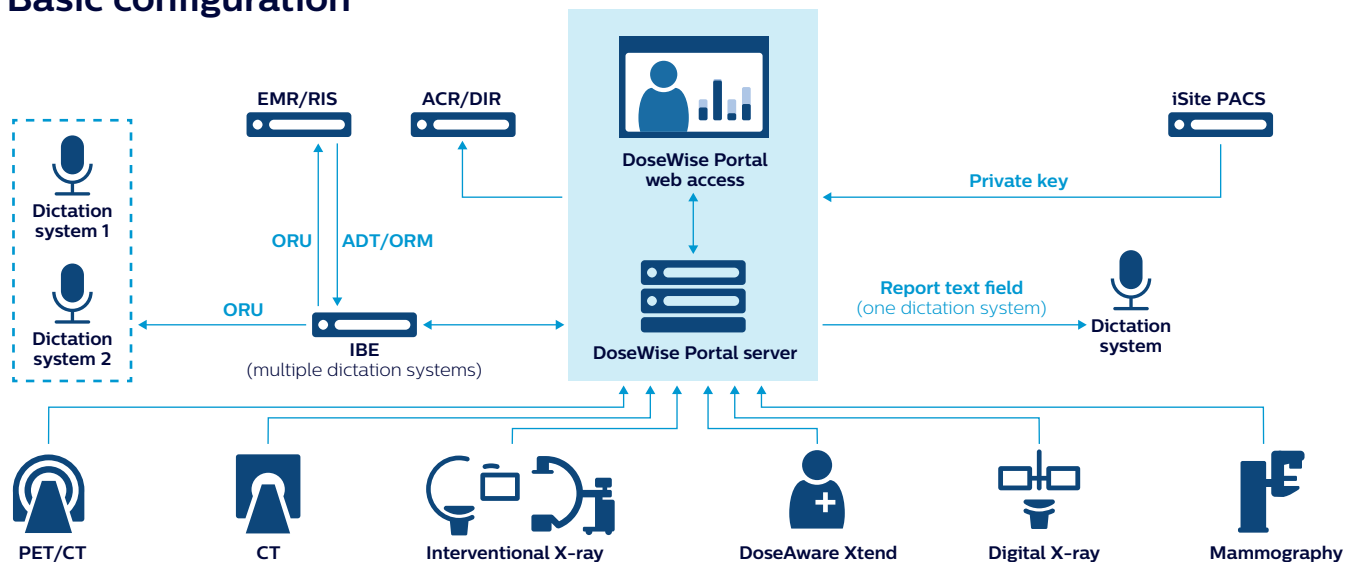 Basic configuration
EMR/RIS
ACR/DIR
iSite PACS
DoseWise Portal
web access
Private key
Dictation
system 1
ORU
ADT/ORM
Report text field
(one dictation system)
ORU
Dictation
system 2
IBE
(multiple dictation systems)
DoseWise Portal server
Dictation
system
PET/CT
CT
Interventional X-ray
DoseAware Xtend
Digital X-ray
Mammography